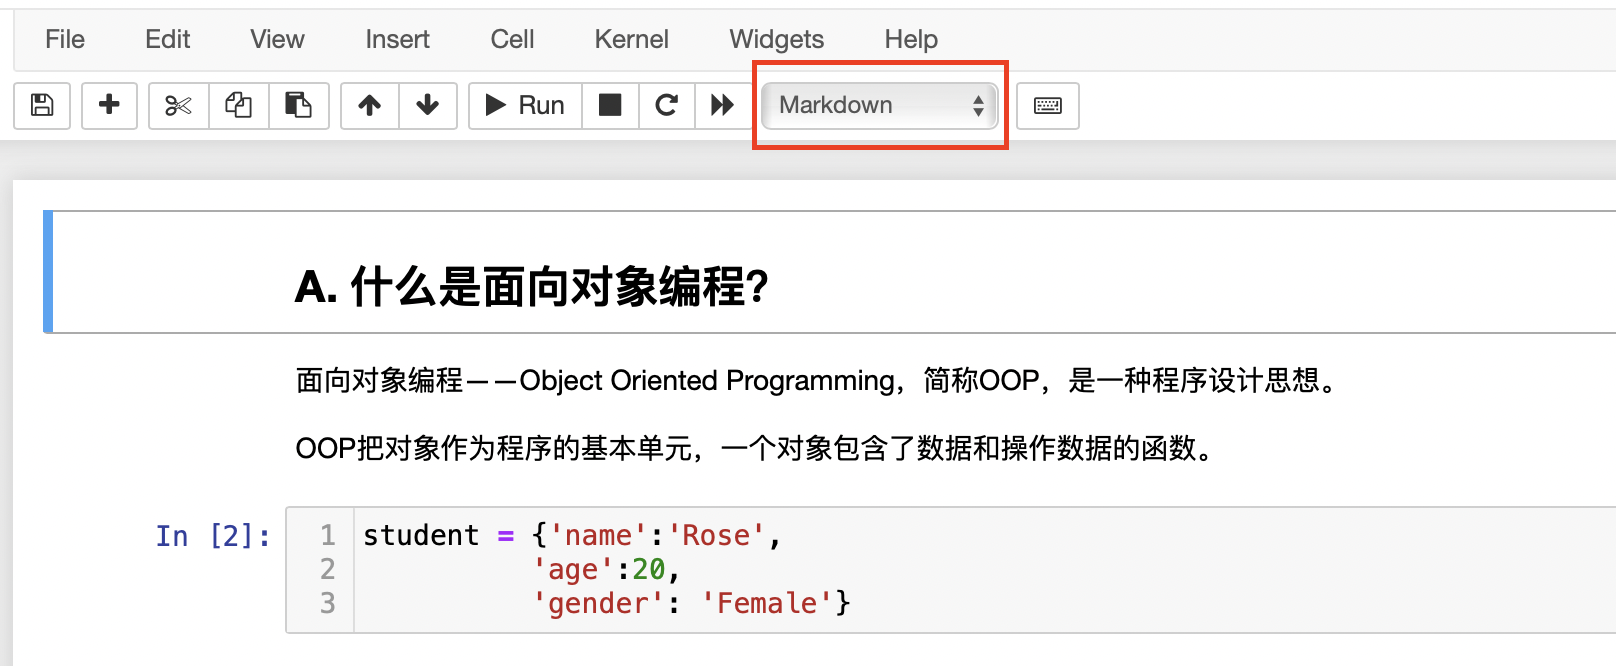 File Edit View Insert Cell Kernel Widgets Help
Run Markdown
A. 什么是面向对象编程?
面向对象编程——Object Oriented Programming，简称OOP，是一种程序设计思想。
OOP把对象作为程序的基本单元，一个对象包含了数据和操作数据的函数。
In [2]: 1 student = {'name':'Rose',
2 'age':20,
3 'gender': 'Female'}